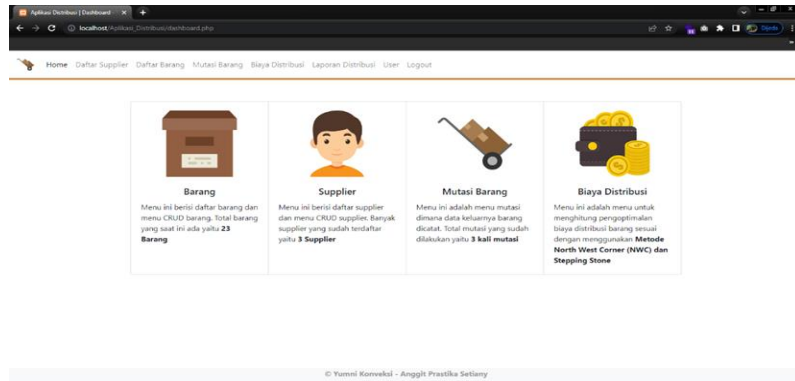 Aplikasi Distribusi | Dashboard
localhost/Aplikasi_Distribusi/dashboard.php
Home Daftar Supplier Daftar Barang Mutasi Barang Biaya Distribusi Laporan Distribusi User Logout
Barang
Menu ini berisi daftar barang dan
menu CRUD barang. Total barang
yang saat ini ada yaitu 23
Barang
Supplier
Menu ini berisi daftar supplier
dan menu CRUD supplier. Banyak
supplier yang sudah terdaftar
yaitu 3 Supplier
Mutasi Barang
Menu ini adalah menu mutasi
dimana data keluarnya barang
dicatat. Total mutasi yang sudah
dilakukan yaitu 3 kali mutasi
Biaya Distribusi
Menu ini adalah menu untuk
menghitung pengoptimalan
biaya distribusi barang sesuai
dengan menggunakan Metode
North West Corner (NWC) dan
Stepping Stone
© Yumni Konveksi - Anggit Prastika Setiany